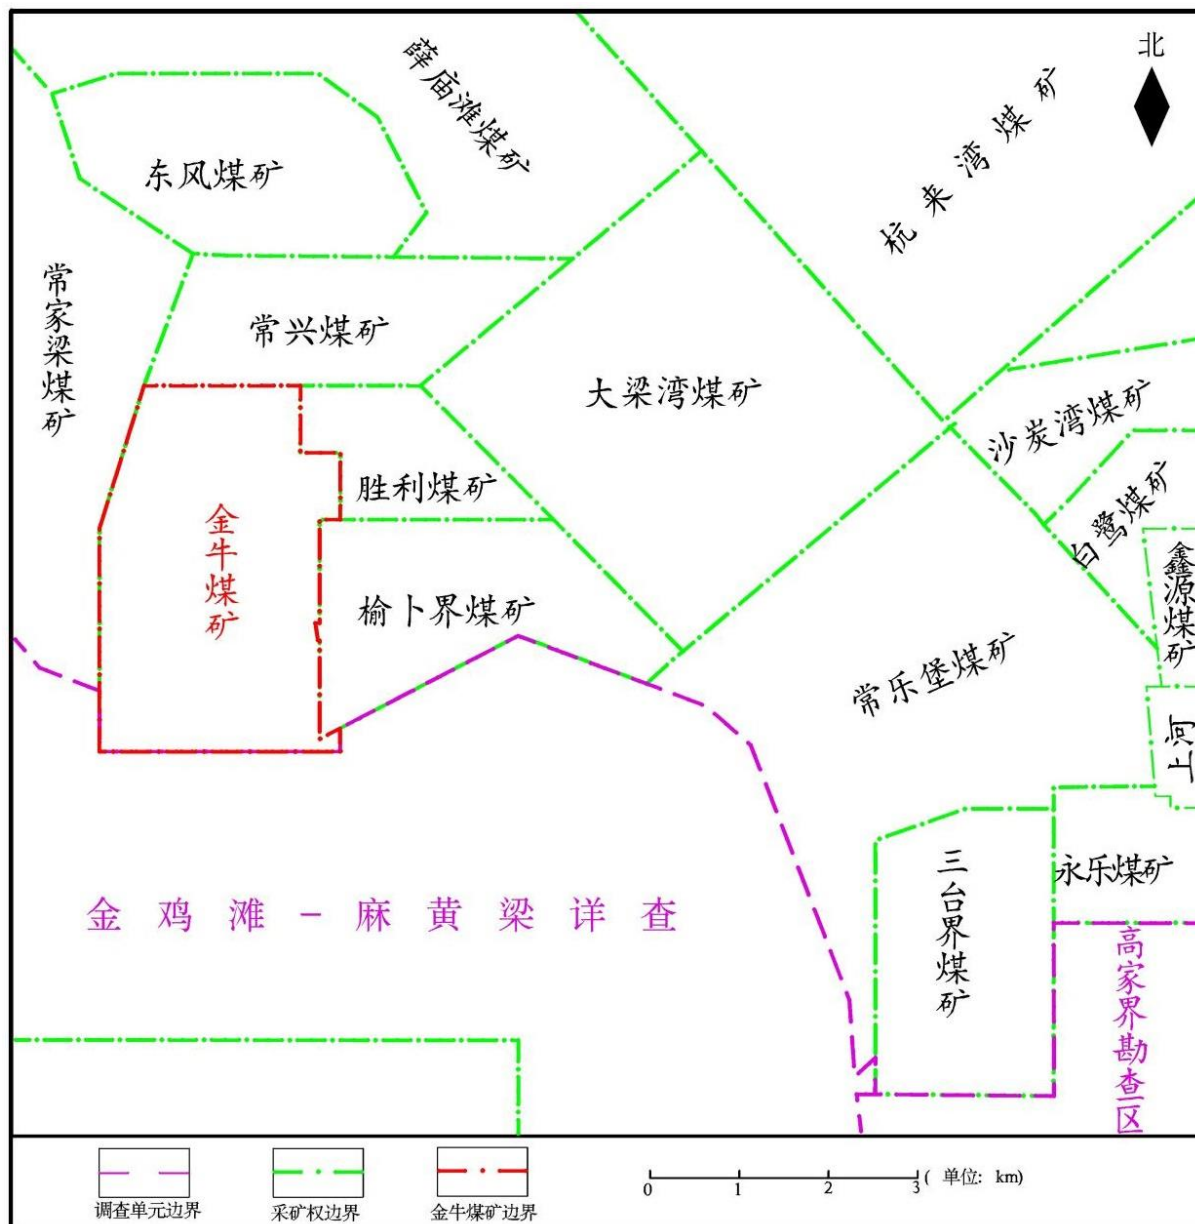 北
薛庙滩煤矿
杭来湾煤矿
东风煤矿
常家梁煤矿
常兴煤矿
大梁湾煤矿
沙炭湾煤矿
胜利煤矿
白鹭煤矿
金牛煤矿
鑫源煤矿
榆卜界煤矿
常乐堡煤矿
上河
三台界煤矿
永乐煤矿
金鸡滩-麻黄梁详查
高家界勘查区
调查单元边界
采矿权边界
金牛煤矿边界
0 1 2 3 (单位: km)